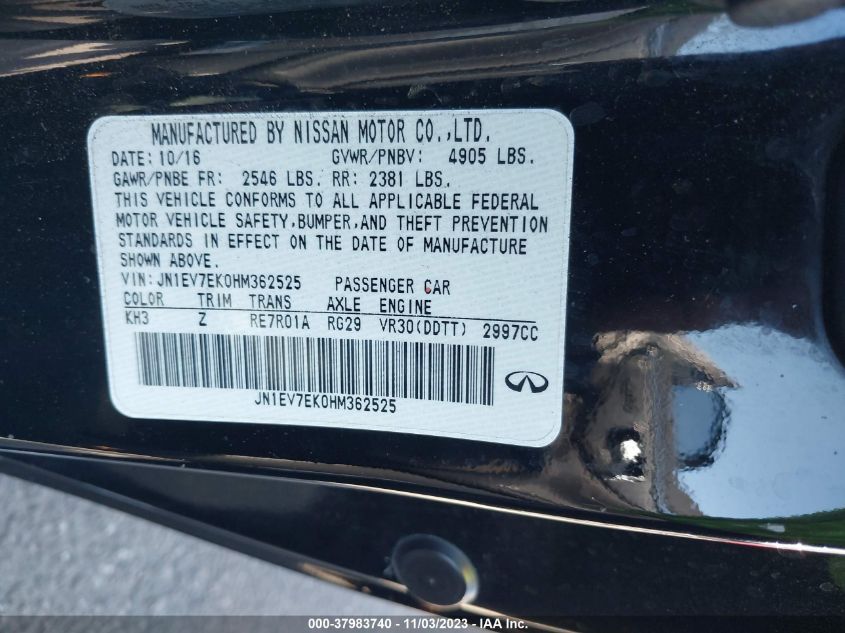 MANUFACTURED BY NISSAN MOTOR CO.,LTD.
DATE: 10/16 GVWR/PNBV: 4905 LBS.
GAWR/PNBE FR: 2546 LBS. RR: 2381 LBS.
THIS VEHICLE CONFORMS TO ALL APPLICABLE FEDERAL
MOTOR VEHICLE SAFETY,BUMPER,AND THEFT PREVENTION
STANDARDS IN EFFECT ON THE DATE OF MANUFACTURE
SHOWN ABOVE.
VIN: JN1EV7EK0HM362525 PASSENGER CAR
COLOR TRIM TRANS AXLE ENGINE
KH3 Z RE7R01A RG29 VR30(DDTT) 2997CC
JN1EV7EK0HM362525
000-37983740 - 11/03/2023 - IAA Inc.